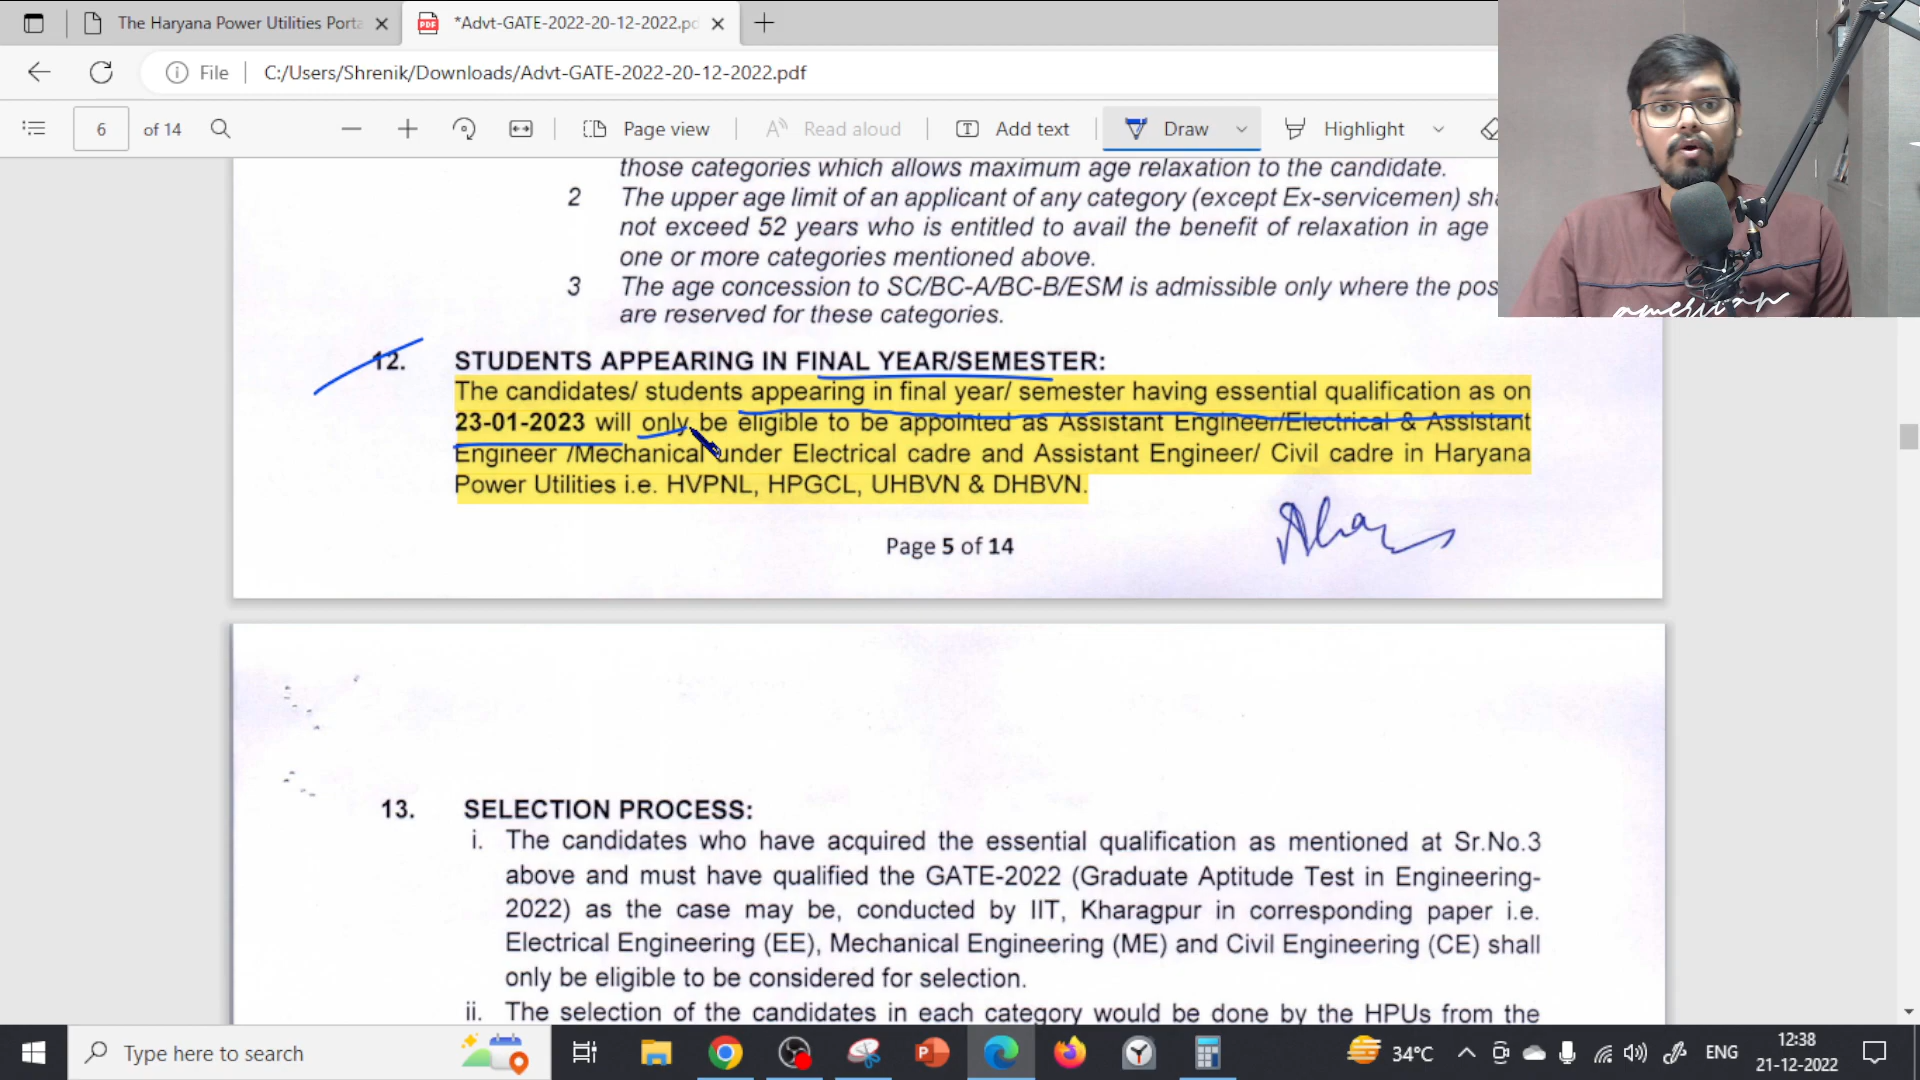 The Haryana Power Utilities Porta
*Advt-GATE-2022-20-12-2022.pd
File
C:/Users/Shrenik/Downloads/Advt-GATE-2022-20-12-2022.pdf
6 of 14
Page view
Read aloud
Add text
Draw
Highlight
those categories which allows maximum age relaxation to the candidate.
2 The upper age limit of an applicant of any category (except Ex-servicemen) sha
not exceed 52 years who is entitled to avail the benefit of relaxation in age
one or more categories mentioned above.
3 The age concession to SC/BC-A/BC-B/ESM is admissible only where the pos
are reserved for these categories.
12. STUDENTS APPEARING IN FINAL YEAR/SEMESTER:
The candidates/ students appearing in final year/ semester having essential qualification as on
23-01-2023 will only be eligible to be appointed as Assistant Engineer/Electrical & Assistant
Engineer /Mechanical under Electrical cadre and Assistant Engineer/ Civil cadre in Haryana
Power Utilities i.e. HVPNL, HPGCL, UHBVN & DHBVN.
Page 5 of 14
13. SELECTION PROCESS:
i. The candidates who have acquired the essential qualification as mentioned at Sr.No.3
above and must have qualified the GATE-2022 (Graduate Aptitude Test in Engineering-
2022) as the case may be, conducted by IIT, Kharagpur in corresponding paper i.e.
Electrical Engineering (EE), Mechanical Engineering (ME) and Civil Engineering (CE) shall
only be eligible to be considered for selection.
ii. The selection of the candidates in each category would be done by the HPUs from the
Type here to search
34°C
ENG
12:38
21-12-2022
american